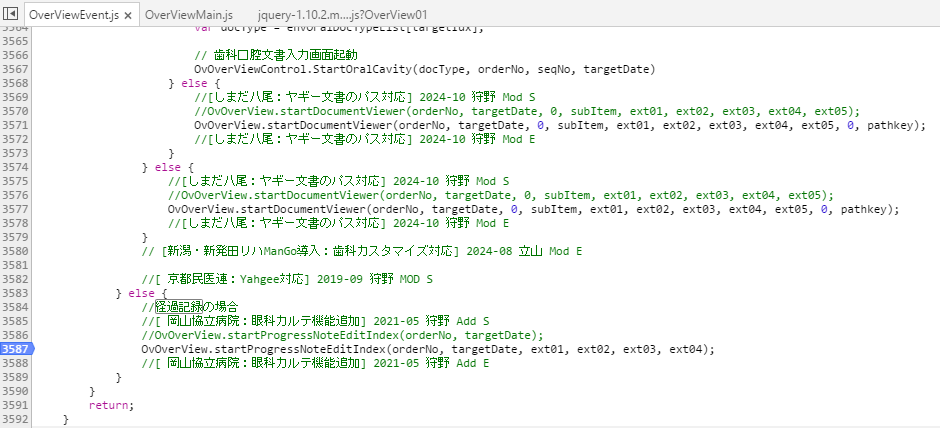 OverViewEvent.js × OverViewMain.js jquery-1.10.2.m....js?OverView01
3564 var docType = envOralDocTypeList[targetIdx];
3565
3566 // 歯科口腔文書入力画面起動
3567 OvOverViewControl.StartOralCavity(docType, orderNo, seqNo, targetDate)
3568 } else {
3569 //[しまだ八尾：ヤギー文書のパス対応] 2024-10 狩野 Mod S
3570 //OvOverView.startDocumentViewer(orderNo, targetDate, 0, subItem, ext01, ext02, ext03, ext04, ext05);
3571 OvOverView.startDocumentViewer(orderNo, targetDate, 0, subItem, ext01, ext02, ext03, ext04, ext05, 0, pathkey);
3572 //[しまだ八尾：ヤギー文書のパス対応] 2024-10 狩野 Mod E
3573 }
3574 } else {
3575 //[しまだ八尾：ヤギー文書のパス対応] 2024-10 狩野 Mod S
3576 //OvOverView.startDocumentViewer(orderNo, targetDate, 0, subItem, ext01, ext02, ext03, ext04, ext05);
3577 OvOverView.startDocumentViewer(orderNo, targetDate, 0, subItem, ext01, ext02, ext03, ext04, ext05, 0, pathkey);
3578 //[しまだ八尾：ヤギー文書のパス対応] 2024-10 狩野 Mod E
3579 }
3580 // [新潟・新発田リハManGo導入：歯科カスタマイズ対応] 2024-08 立山 Mod E
3581
3582 //[ 京都民医連：Yahgee対応] 2019-09 狩野 MOD S
3583 } else {
3584 //経過記録の場合
3585 //[ 岡山協立病院：眼科カルテ機能追加] 2021-05 狩野 Add S
3586 //OvOverView.startProgressNoteEditIndex(orderNo, targetDate);
3587 OvOverView.startProgressNoteEditIndex(orderNo, targetDate, ext01, ext02, ext03, ext04);
3588 //[ 岡山協立病院：眼科カルテ機能追加] 2021-05 狩野 Add E
3589 }
3590 }
3591 return;
3592 }